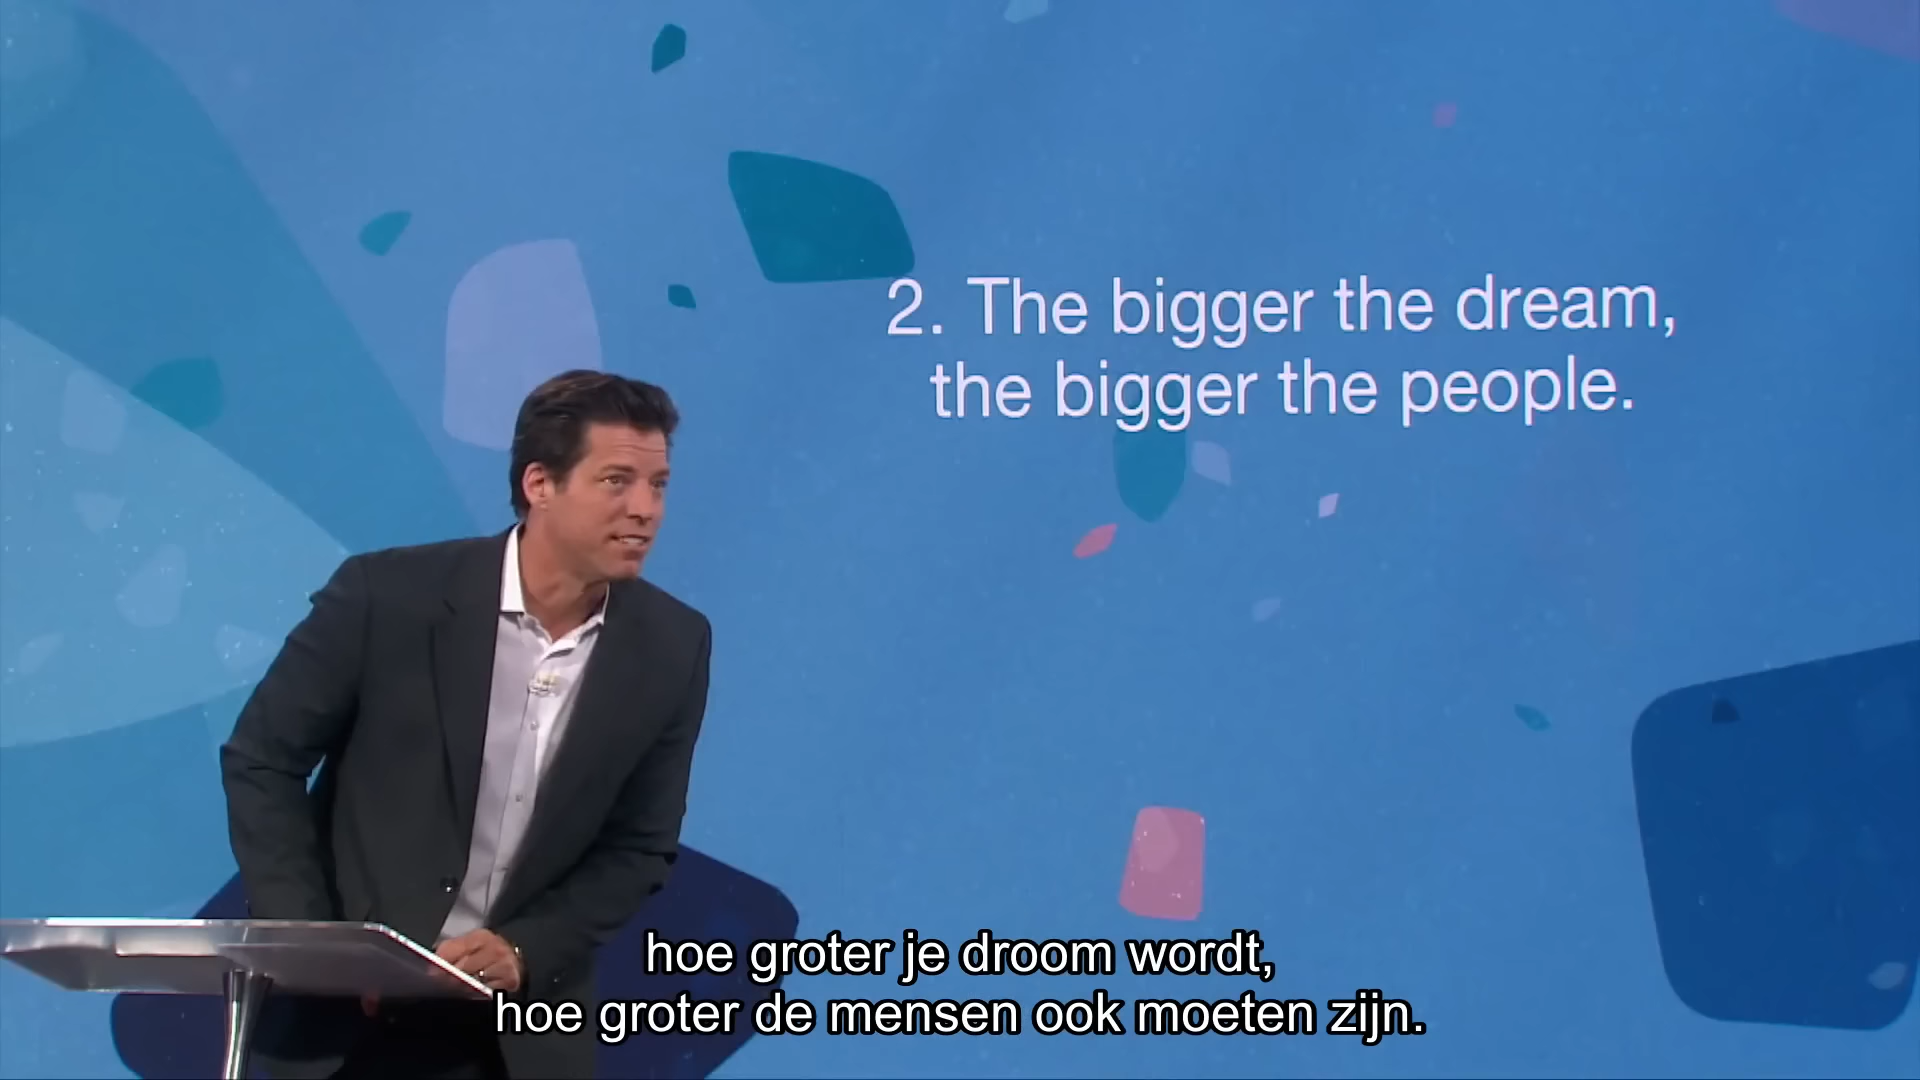 2. The bigger the dream,
the bigger the people.
hoe groter je droom wordt,
hoe groter de mensen ook moeten zijn.